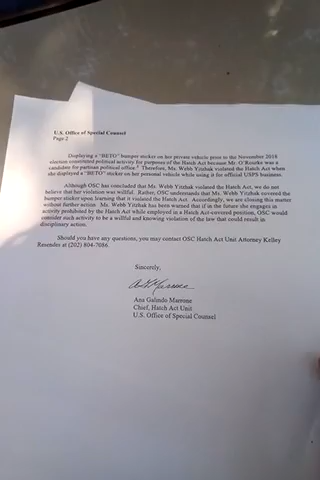 U.S. Office of Special Counsel
Page 2
Displaying a "BETO" bumper sticker on her private vehicle prior to the November 2018
election constituted political activity for purposes of the Hatch Act because Mr. O'Rourke was a
candidate for partisan political office. Therefore, Ms. Webb Yitzhak violated the Hatch Act when
she displayed a "BETO" sticker on her personal vehicle while using it for official USPS business.
Although OSC has concluded that Ms. Webb Yitzhak violated the Hatch Act, we do not
believe that her violation was willful. Rather, OSC understands that Ms. Webb Yitzhak covered the
bumper sticker upon learning that it violated the Hatch Act. Accordingly, we are closing this matter
without further action. Ms. Webb Yitzhak has been warned that if in the future she engages in
activity prohibited by the Hatch Act while employed in a Hatch Act-covered position, OSC would
consider such activity to be a willful and knowing violation of the law that could result in
disciplinary action.
Should you have any questions, you may contact OSC Hatch Act Unit Attorney Kelley
Resendes at (202) 804-7086.
Sincerely,
Ana Galindo Marrone
Chief, Hatch Act Unit
U.S. Office of Special Counsel